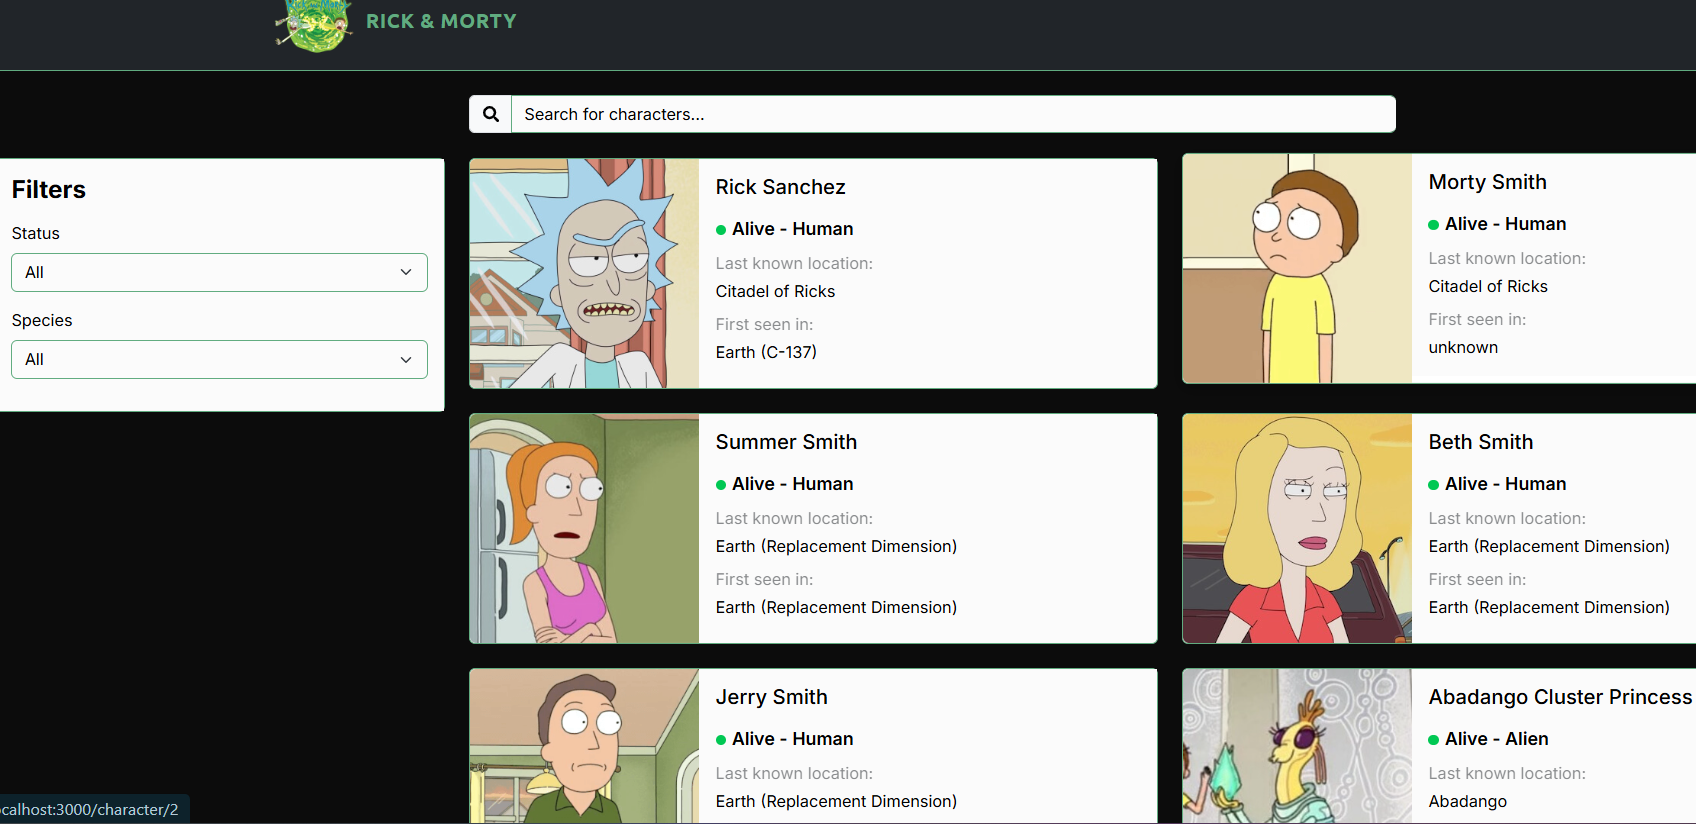 RICK & MORTY
Search for characters...
Filters
Status
All
Species
All
Rick Sanchez
Alive - Human
Last known location:
Citadel of Ricks
First seen in:
Earth (C-137)
Morty Smith
Alive - Human
Last known location:
Citadel of Ricks
First seen in:
unknown
Summer Smith
Alive - Human
Last known location:
Earth (Replacement Dimension)
First seen in:
Earth (Replacement Dimension)
Beth Smith
Alive - Human
Last known location:
Earth (Replacement Dimension)
First seen in:
Earth (Replacement Dimension)
Jerry Smith
Alive - Human
Last known location:
Earth (Replacement Dimension)
Abadango Cluster Princess
Alive - Alien
Last known location:
Abadango
ocalhost:3000/character/2